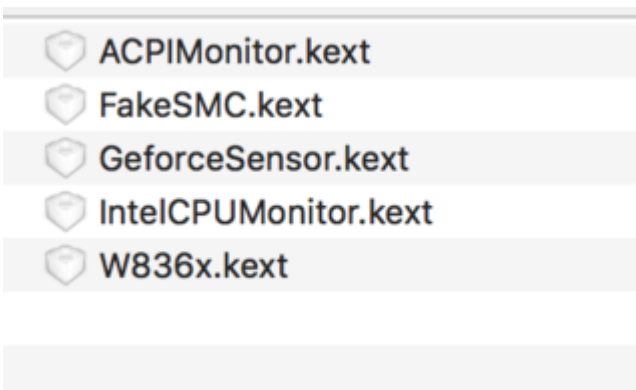 ACPIMonitor.kext
FakeSMC.kext
GeforceSensor.kext
IntelCPUMonitor.kext
W836x.kext